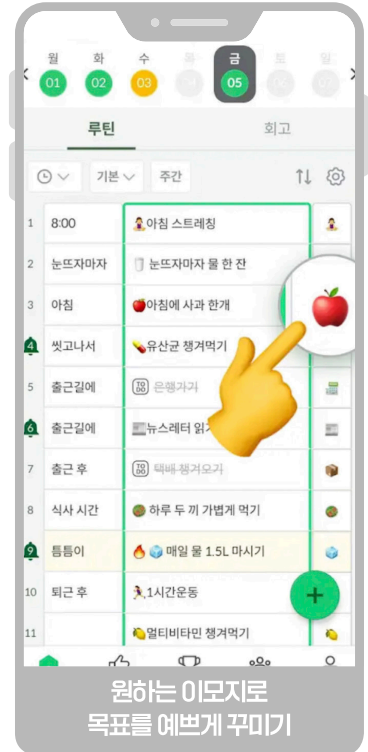 월 화 수 목 금 토 일
01 02 03 05
루틴 회고
기본 주간
1 8:00 아침 스트레칭
2 눈뜨자마자 눈뜨자마자 물 한 잔
3 아침 아침에 사과 한개
4 씻고나서 유산균 챙겨먹기
5 출근길에 TO DO 은행가기
6 출근길에 뉴스레터
7 출근 후 TO DO 택배 챙겨오기
8 식사 시간 하루 두 끼 가볍게 먹기
9 틈틈이 매일 물 1.5L 마시기
10 퇴근 후 1시간운동
11 멀티비타민 챙겨먹기
원하는 이모지로
목표를 예쁘게 꾸미기